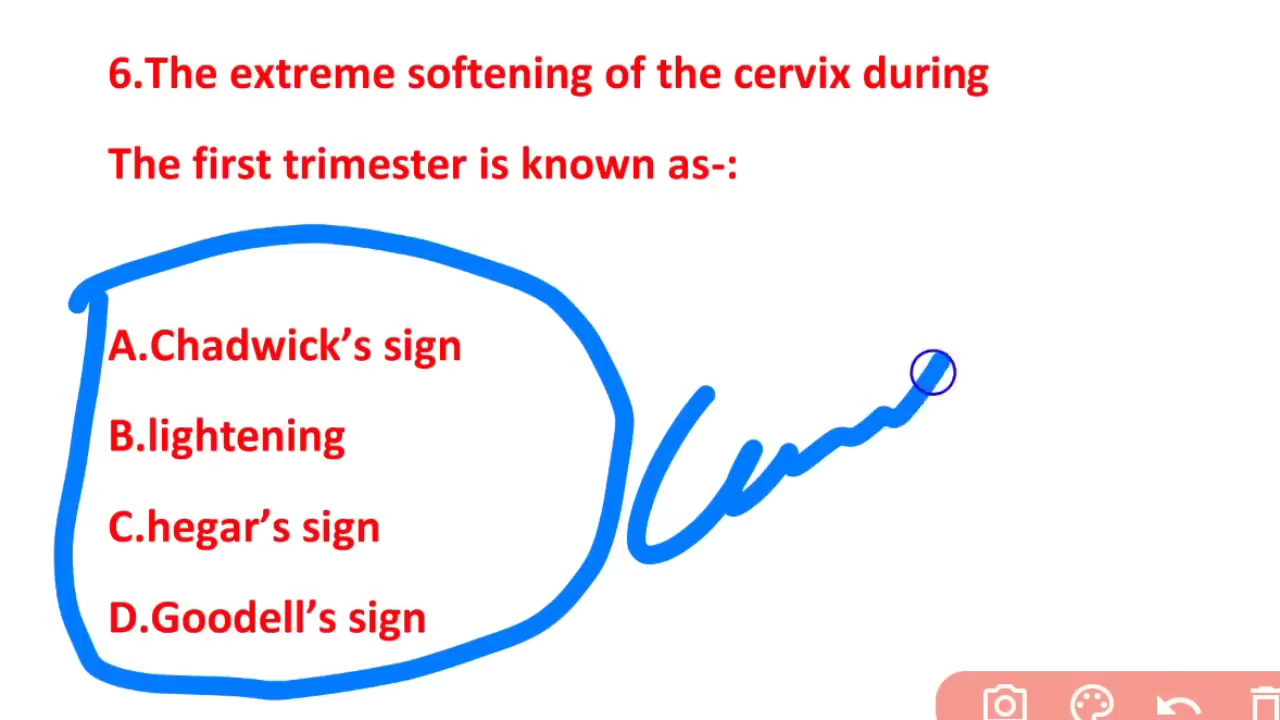 6.The extreme softening of the cervix during
The first trimester is known as-:
A.Chadwick’s sign
B.lightening
C.hegar’s sign
D.Goodell’s sign